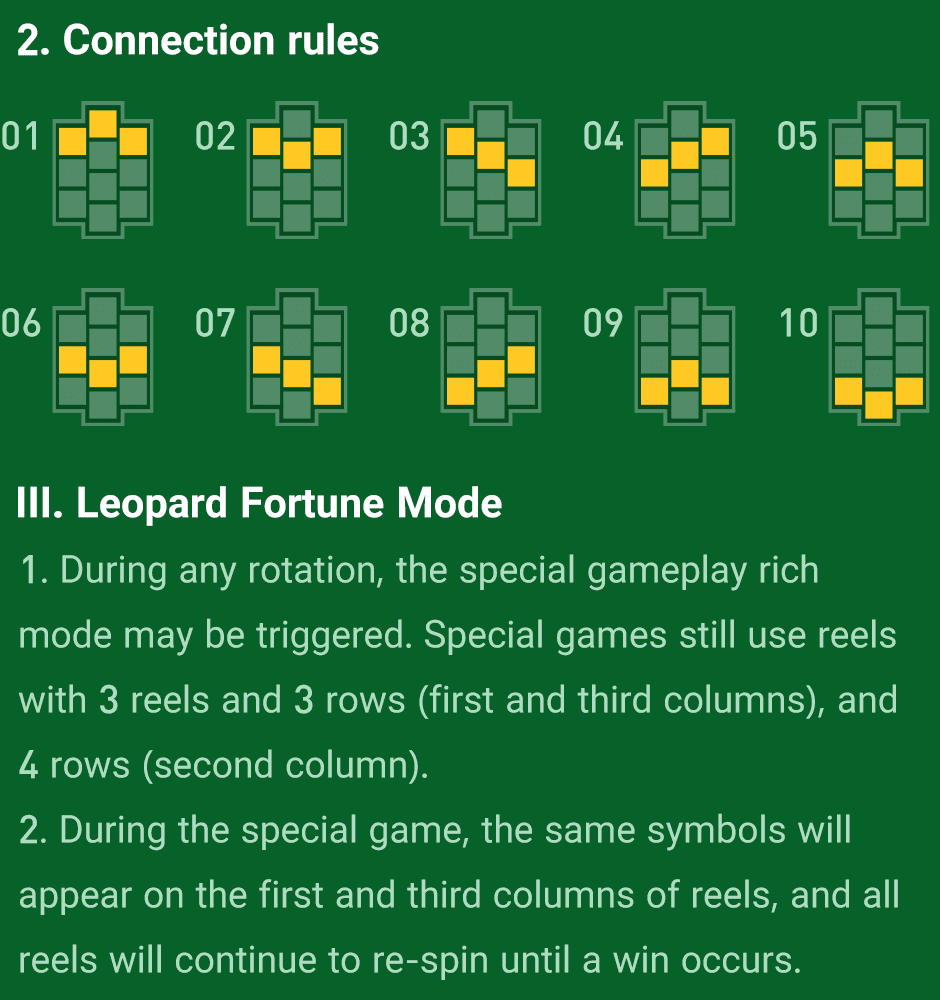 2. Connection rules
01 02 03 04 05
06 07 08 09 10
III. Leopard Fortune Mode
1. During any rotation, the special gameplay rich
mode may be triggered. Special games still use reels
with 3 reels and 3 rows (first and third columns), and
4 rows (second column).
2. During the special game, the same symbols will
appear on the first and third columns of reels, and all
reels will continue to re-spin until a win occurs.